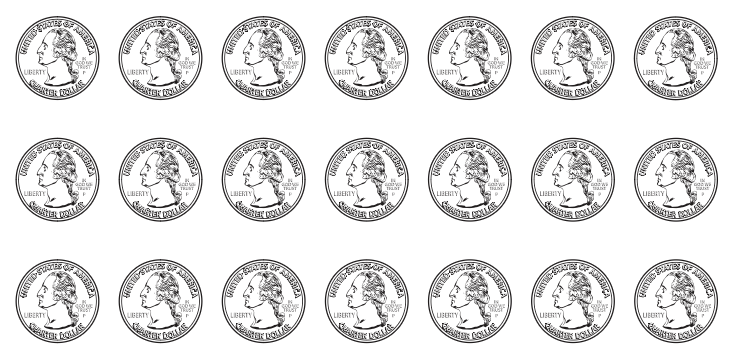 UNITED STATES OF AMERICA
LIBERTY
IN
GOD WE
TRUST
P
QUARTER DOLLAR
UNITED STATES OF AMERICA
LIBERTY
IN
GOD WE
TRUST
P
QUARTER DOLLAR
UNITED STATES OF AMERICA
LIBERTY
IN
GOD WE
TRUST
P
QUARTER DOLLAR
UNITED STATES OF AMERICA
LIBERTY
IN
GOD WE
TRUST
P
QUARTER DOLLAR
UNITED STATES OF AMERICA
LIBERTY
IN
GOD WE
TRUST
P
QUARTER DOLLAR
UNITED STATES OF AMERICA
LIBERTY
IN
GOD WE
TRUST
P
QUARTER DOLLAR
UNITED STATES OF AMERICA
LIBERTY
IN
GOD WE
TRUST
P
QUARTER DOLLAR
UNITED STATES OF AMERICA
LIBERTY
IN
GOD WE
TRUST
P
QUARTER DOLLAR
UNITED STATES OF AMERICA
LIBERTY
IN
GOD WE
TRUST
P
QUARTER DOLLAR
UNITED STATES OF AMERICA
LIBERTY
IN
GOD WE
TRUST
P
QUARTER DOLLAR
UNITED STATES OF AMERICA
LIBERTY
IN
GOD WE
TRUST
P
QUARTER DOLLAR
UNITED STATES OF AMERICA
LIBERTY
IN
GOD WE
TRUST
P
QUARTER DOLLAR
UNITED STATES OF AMERICA
LIBERTY
IN
GOD WE
TRUST
P
QUARTER DOLLAR
UNITED STATES OF AMERICA
LIBERTY
IN
GOD WE
TRUST
P
QUARTER DOLLAR
UNITED STATES OF AMERICA
LIBERTY
IN
GOD WE
TRUST
P
QUARTER DOLLAR
UNITED STATES OF AMERICA
LIBERTY
IN
GOD WE
TRUST
P
QUARTER DOLLAR
UNITED STATES OF AMERICA
LIBERTY
IN
GOD WE
TRUST
P
QUARTER DOLLAR
UNITED STATES OF AMERICA
LIBERTY
IN
GOD WE
TRUST
P
QUARTER DOLLAR
UNITED STATES OF AMERICA
LIBERTY
IN
GOD WE
TRUST
P
QUARTER DOLLAR
UNITED STATES OF AMERICA
LIBERTY
IN
GOD WE
TRUST
P
QUARTER DOLLAR
UNITED STATES OF AMERICA
LIBERTY
IN
GOD WE
TRUST
P
QUARTER DOLLAR